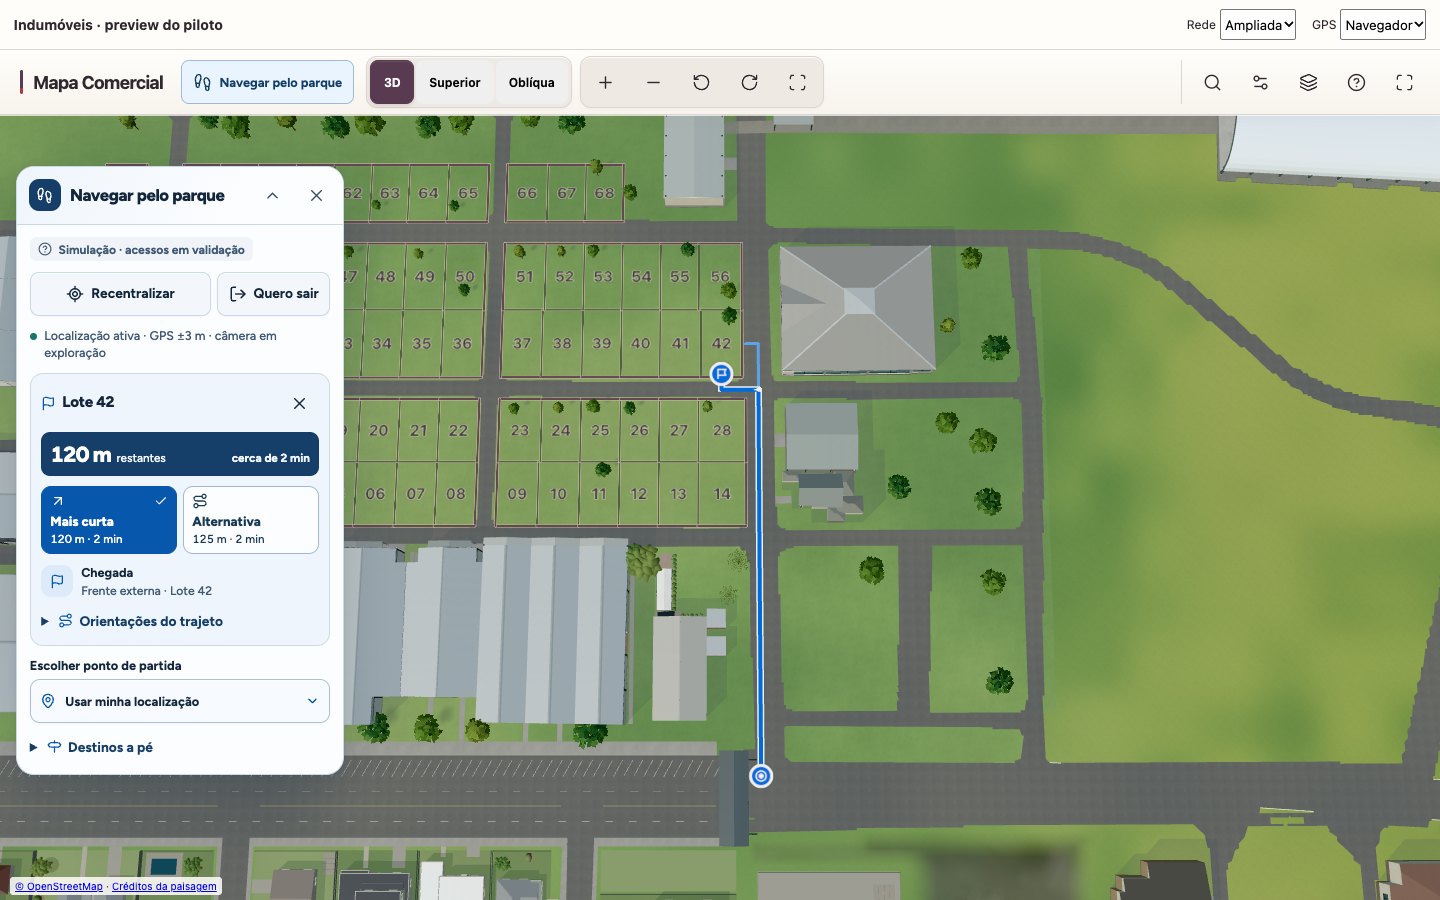 Indumóveis · preview do piloto
Rede Ampliada GPS Navegador
Mapa Comercial
Navegar pelo parque
3D Superior Oblíqua
Navegar pelo parque
Simulação · acessos em validação
Recentralizar
Quero sair
Localização ativa · GPS ±3 m · câmera em
exploração
Lote 42
120 m restantes cerca de 2 min
Mais curta
120 m · 2 min
Alternativa
125 m · 2 min
Chegada
Frente externa · Lote 42
Orientações do trajeto
Escolher ponto de partida
Usar minha localização
Destinos a pé
62 63 64 65 66 67 68
47 48 49 50 51 52 53 54 55 56
34 35 36 37 38 39 40 41 42
20 21 22 23 24 25 26 27 28
06 07 08 09 10 11 12 13 14
© OpenStreetMap · Créditos da paisagem